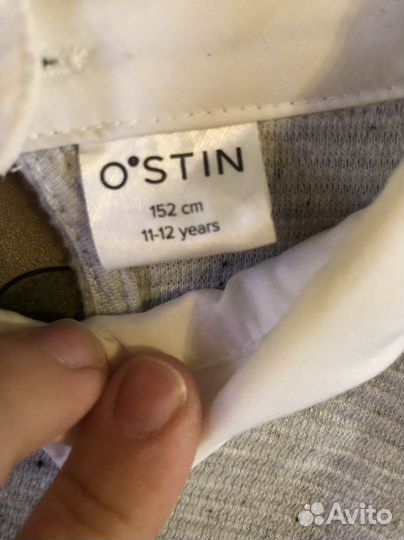 O'STIN
152 cm
11-12 years
Avito